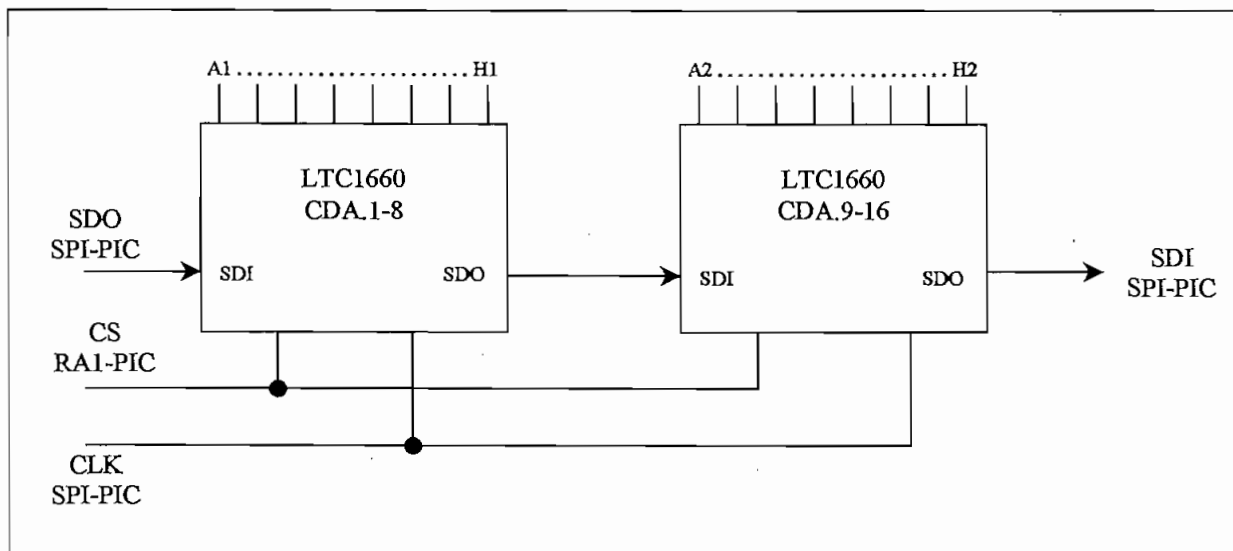 A1.......................H1
A2.......................H2
LTC1660
CDA.1-8
LTC1660
CDA.9-16
SDO
SPI-PIC
SDI
SDO
SDI
SDO
SDI
SPI-PIC
CS
RA1-PIC
CLK
SPI-PIC